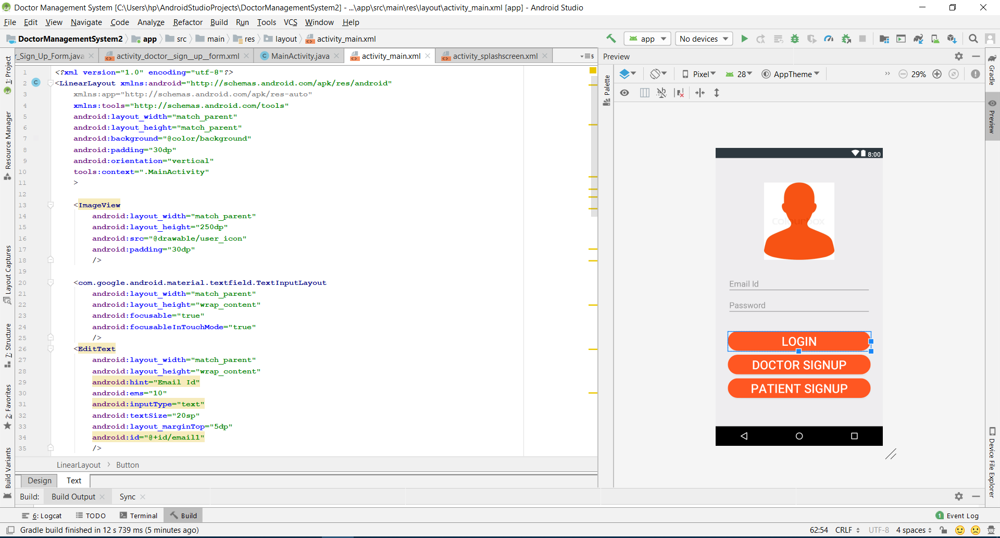 Doctor Management System [C:\Users\hp\AndroidStudioProjects\DoctorManagementSystem2] - ...\app\src\main\res\layout\activity_main.xml [app] - Android Studio
File Edit View Navigate Code Analyze Refactor Build Run Tools VCS Window Help
DoctorManagementSystem2 app src main res layout activity_main.xml
app No devices
r_Sign_Up_Form.java activity_doctor__sign__up__form.xml MainActivity.java activity_main.xml activity_splashscreen.xml 5
Preview
Pixel 28 AppTheme 29%
1: Project
Resource Manager
Layout Captures
7: Structure
2: Favorites
Build Variants
1 <?xml version="1.0" encoding="utf-8"?>
2 <LinearLayout xmlns:android="http://schemas.android.com/apk/res/android"
3 xmlns:app="http://schemas.android.com/apk/res-auto"
4 xmlns:tools="http://schemas.android.com/tools"
5 android:layout_width="match_parent"
6 android:layout_height="match_parent"
7 android:background="@color/background"
8 android:padding="30dp"
9 android:orientation="vertical"
10 tools:context=".MainActivity"
11 >
12
13 <ImageView
14 android:layout_width="match_parent"
15 android:layout_height="250dp"
16 android:src="@drawable/user_icon"
17 android:padding="30dp"
18 />
19
20 <com.google.android.material.textfield.TextInputLayout
21 android:layout_width="match_parent"
22 android:layout_height="wrap_content"
23 android:focusable="true"
24 android:focusableInTouchMode="true"
25 />
26 <EditText
27 android:layout_width="match_parent"
28 android:layout_height="wrap_content"
29 android:hint="Email Id"
30 android:ems="10"
31 android:inputType="text"
32 android:textSize="20sp"
33 android:layout_marginTop="5dp"
34 android:id="@+id/email1"
35 />
LinearLayout Button
Design Text
Palette
8:00
Colourbox
Email Id
Password
LOGIN
DOCTOR SIGNUP
PATIENT SIGNUP
Gradle
Preview
Device File Explorer
Build: Build Output Sync
6: Logcat TODO Terminal Build 1 Event Log
Gradle build finished in 12 s 739 ms (5 minutes ago) 62:54 CRLF UTF-8 4 spaces